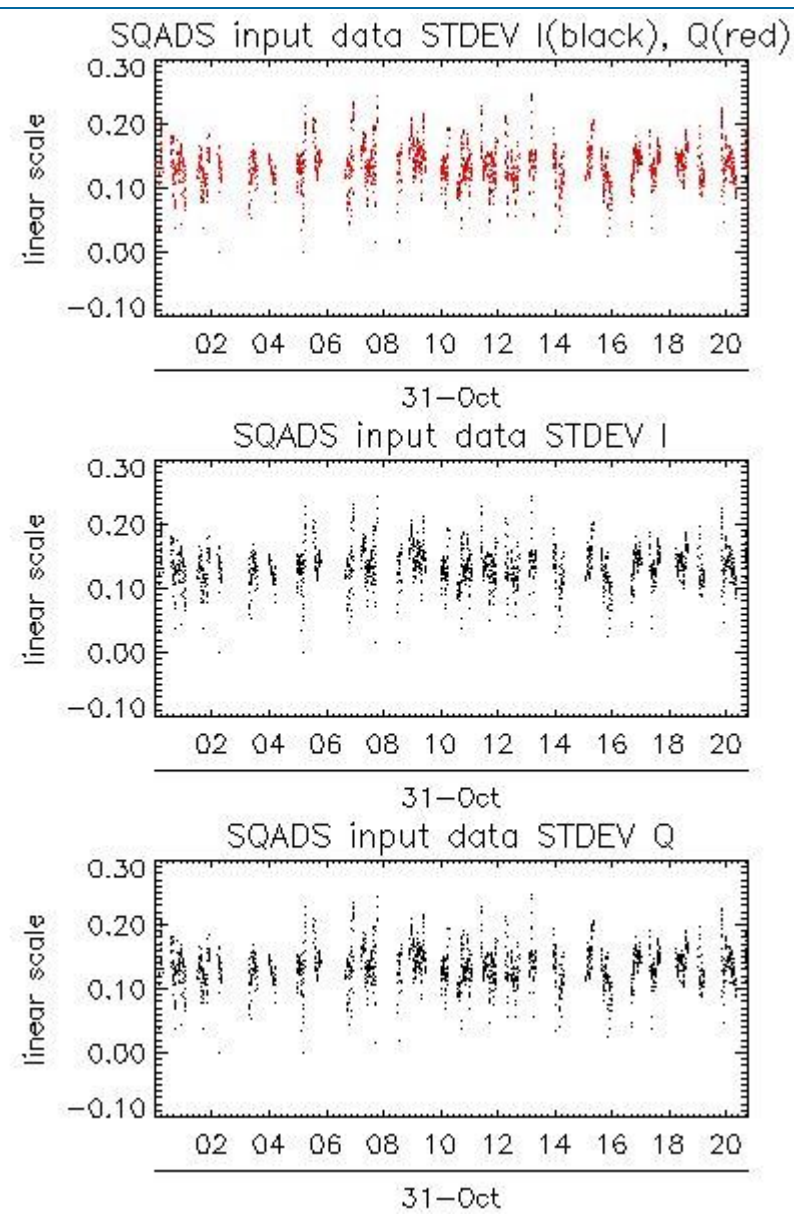 SQADS input data STDEV I(black), Q(red)
0.30
0.20
0.10
0.00
−0.10
linear scale
02 04 06 08 10 12 14 16 18 20
31−Oct
SQADS input data STDEV I
0.30
0.20
0.10
0.00
−0.10
linear scale
02 04 06 08 10 12 14 16 18 20
31−Oct
SQADS input data STDEV Q
0.30
0.20
0.10
0.00
−0.10
linear scale
02 04 06 08 10 12 14 16 18 20
31−Oct